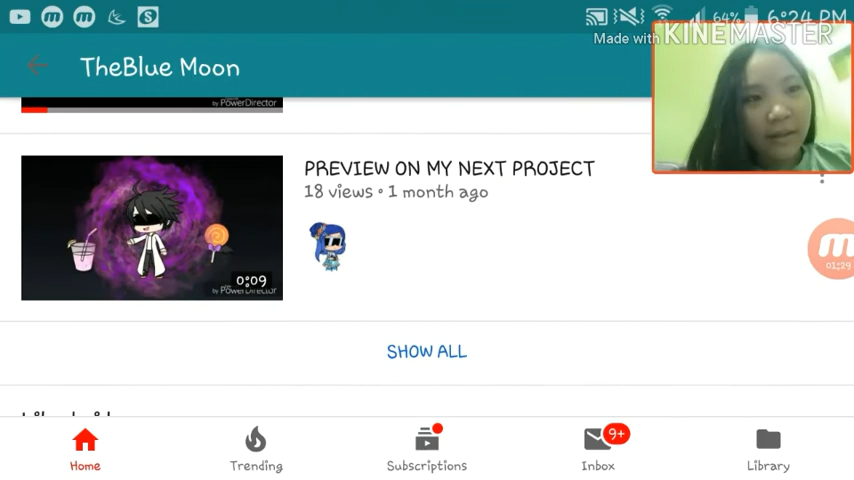 64% 6:24 PM
Made with KINEMASTER
TheBlue Moon
by PowerDirector
PREVIEW ON MY NEXT PROJECT
18 views • 1 month ago
0:09
by PowerDirector
01:29
SHOW ALL
9+
Home
Trending
Subscriptions
Inbox
Library